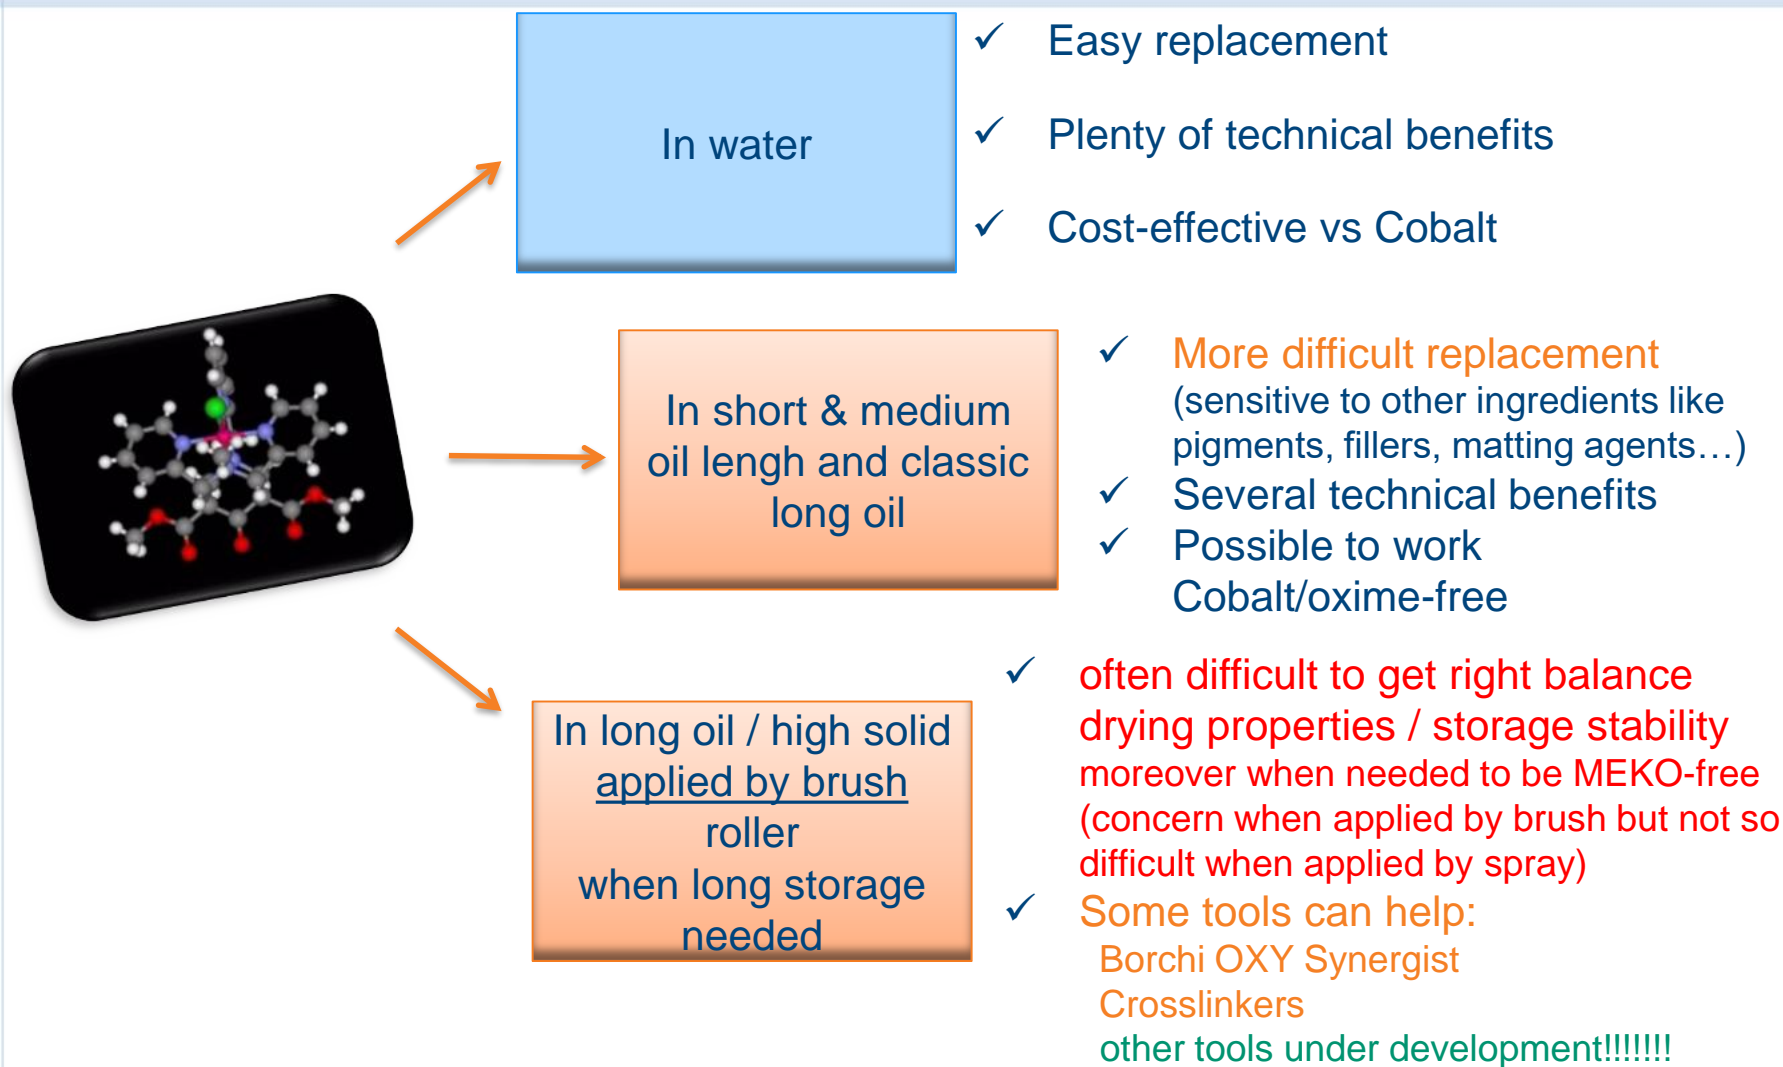 In water
✓ Easy replacement
✓ Plenty of technical benefits
✓ Cost-effective vs Cobalt
In short & medium
oil lengh and classic
long oil
✓ More difficult replacement
(sensitive to other ingredients like
pigments, fillers, matting agents…)
✓ Several technical benefits
✓ Possible to work
Cobalt/oxime-free
In long oil / high solid
applied by brush
roller
when long storage
needed
✓ often difficult to get right balance
drying properties / storage stability
moreover when needed to be MEKO-free
(concern when applied by brush but not so
difficult when applied by spray)
✓ Some tools can help:
Borchi OXY Synergist
Crosslinkers
other tools under development!!!!!!!